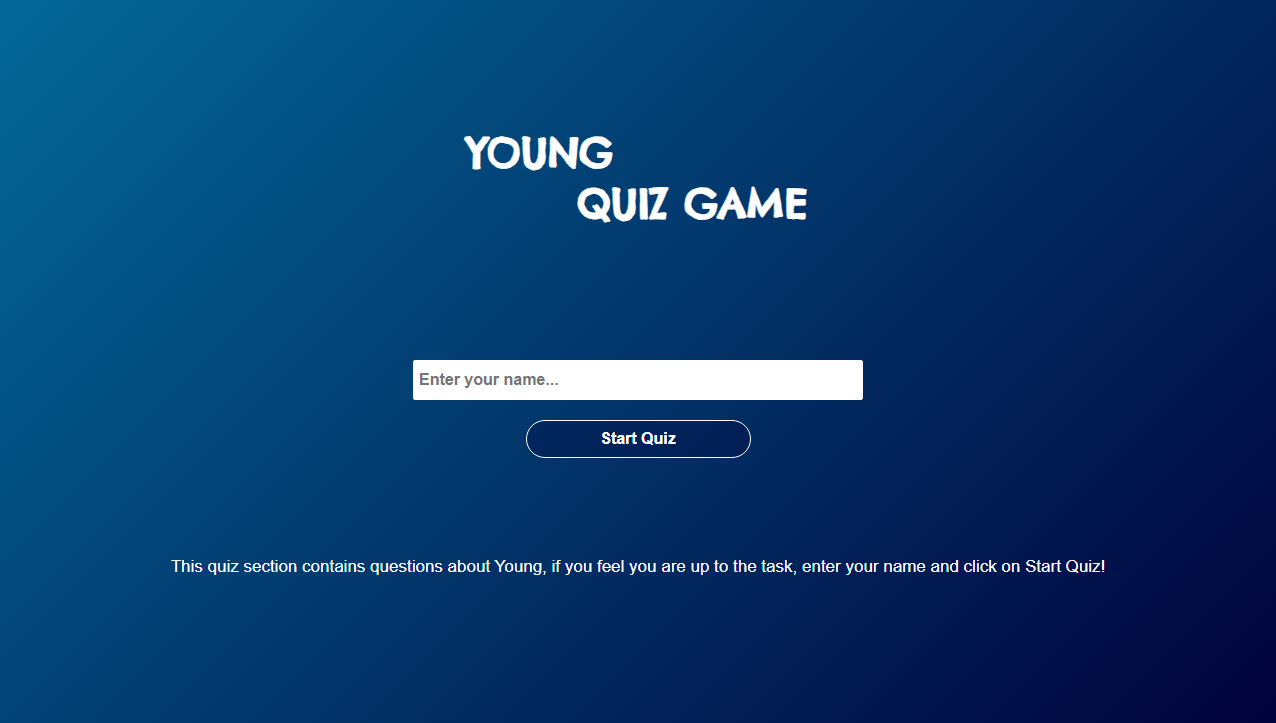 YOUNG
QUIZ GAME
Enter your name...
Start Quiz
This quiz section contains questions about Young, if you feel you are up to the task, enter your name and click on Start Quiz!